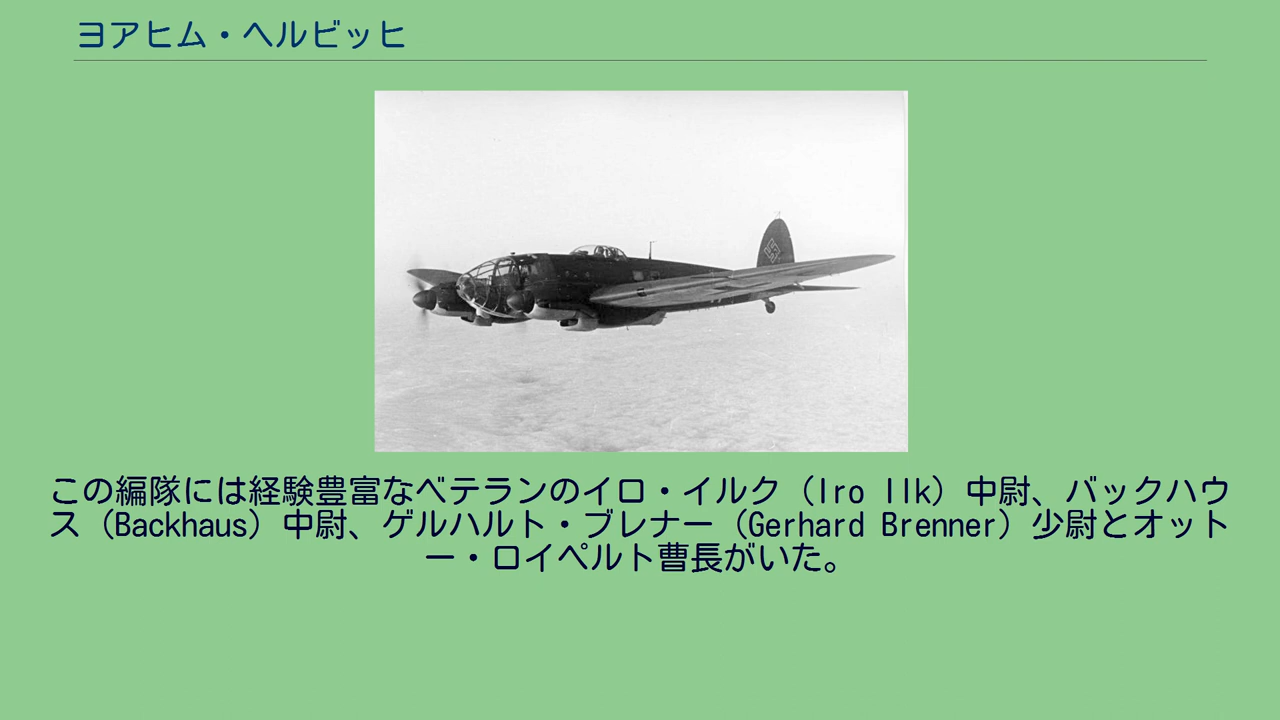 ヨアヒム・ヘルビッヒ
この編隊には経験豊富なベテランのイロ・イルク（Iro Ilk）中尉、バックハウ
ス（Backhaus）中尉、ゲルハルト・ブレナー（Gerhard Brenner）少尉とオット
ー・ロイペルト曹長がいた。